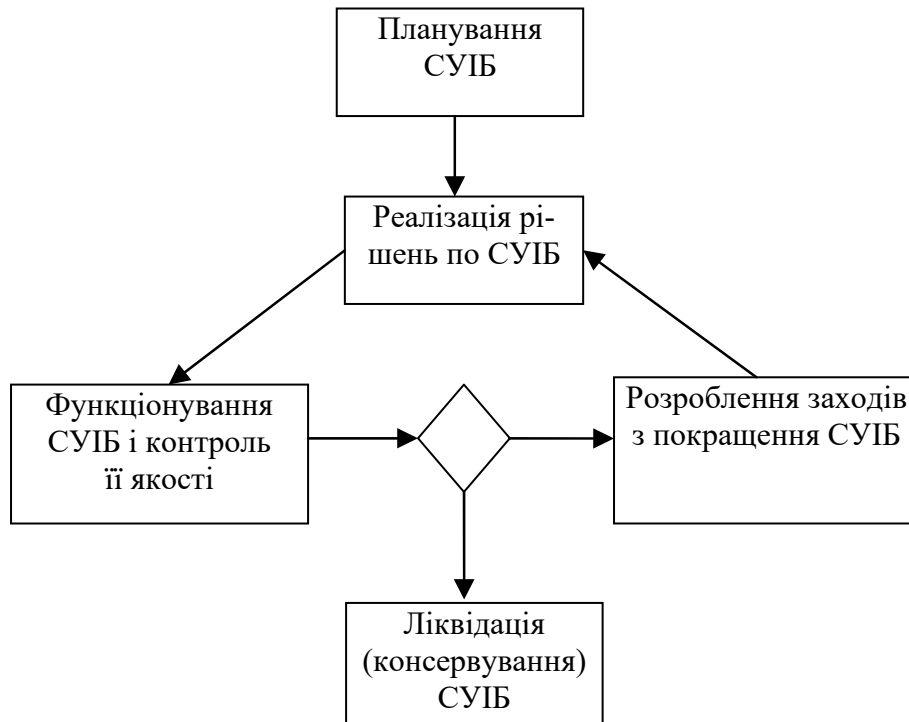 Планування
СУІБ
Реалізація рі-
шень по СУІБ
Функціонування
СУІБ і контроль
її якості
Розроблення заходів
з покращення СУІБ
Ліквідація
(консервування)
СУІБ